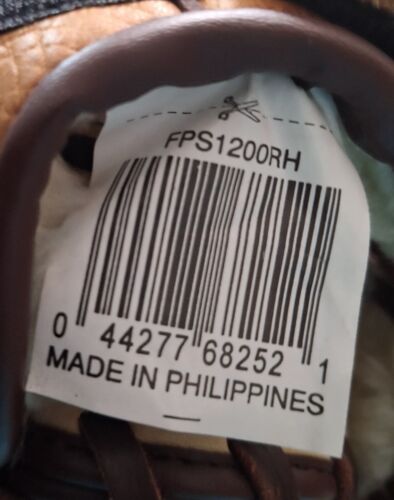 FPS1200RH
0 44277 68252 1
MADE IN PHILIPPINES